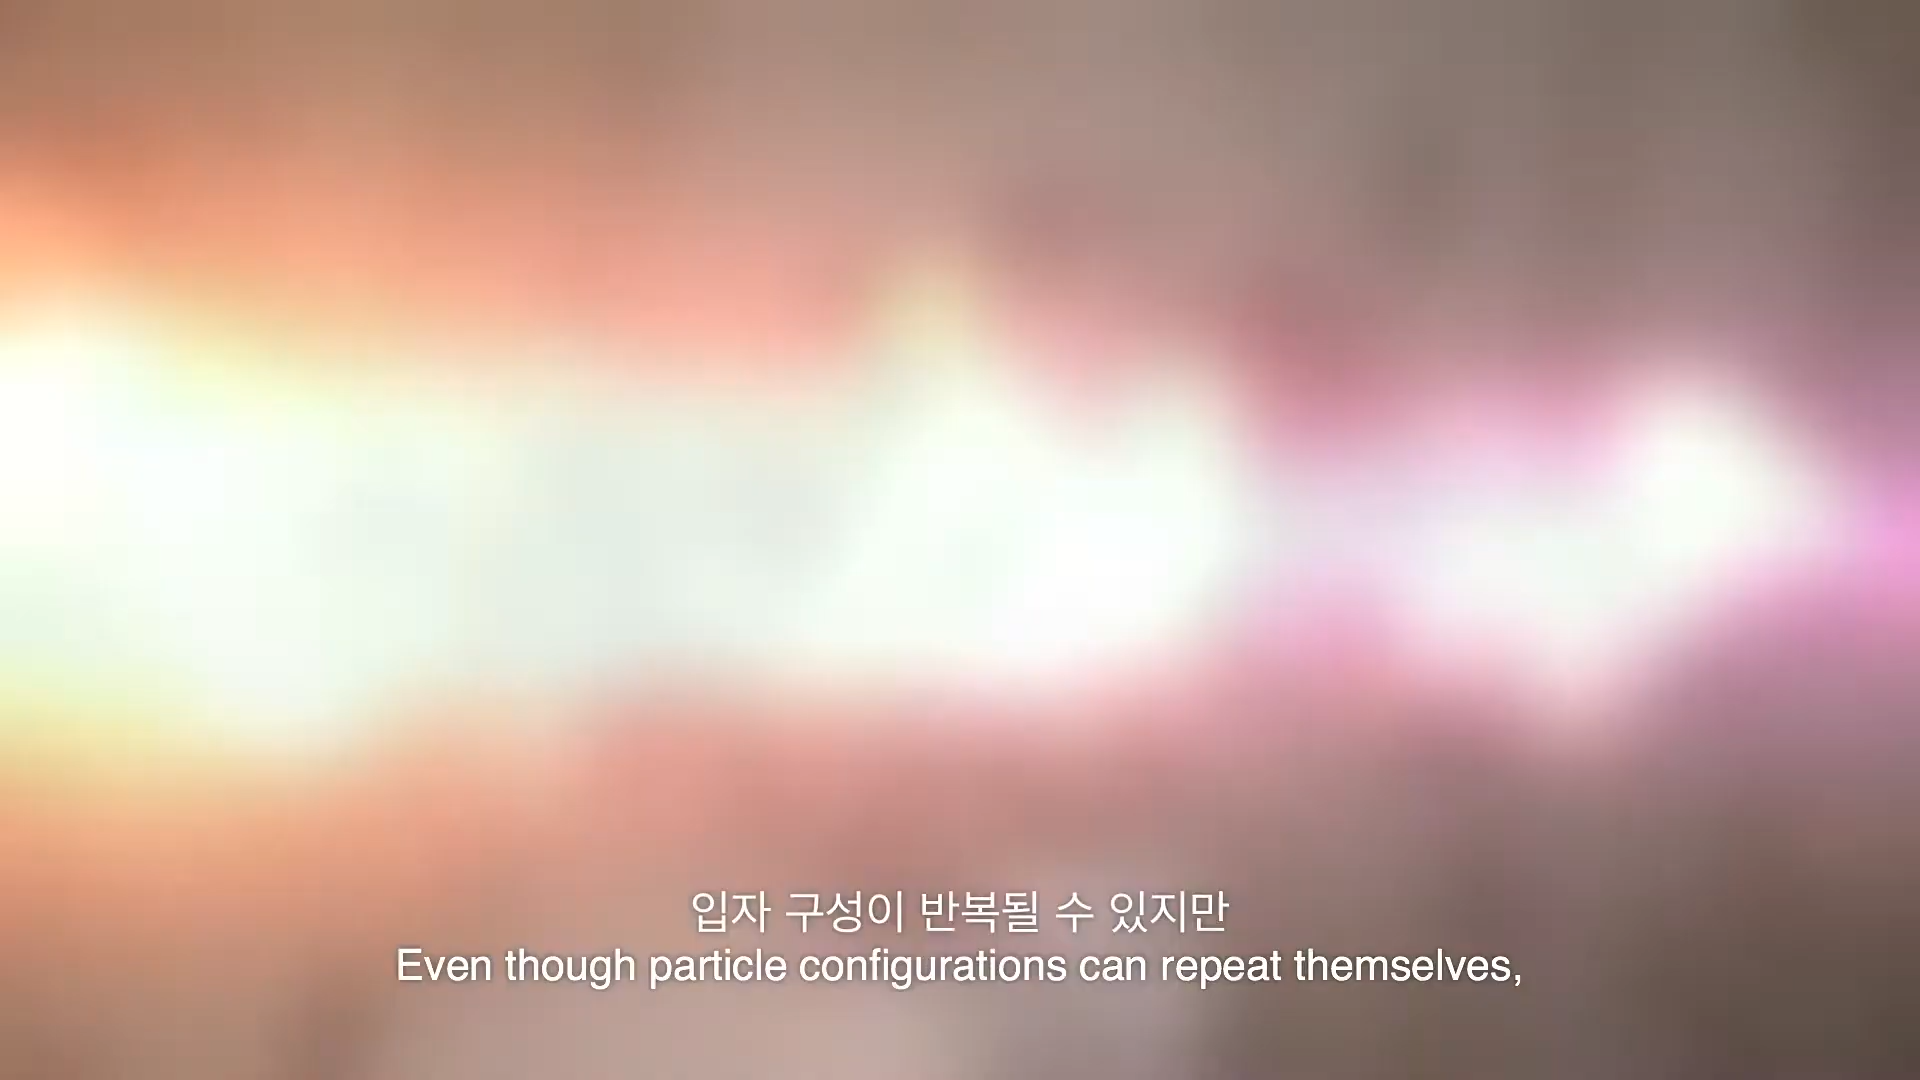 입자 구성이 반복될 수 있지만
Even though particle configurations can repeat themselves,